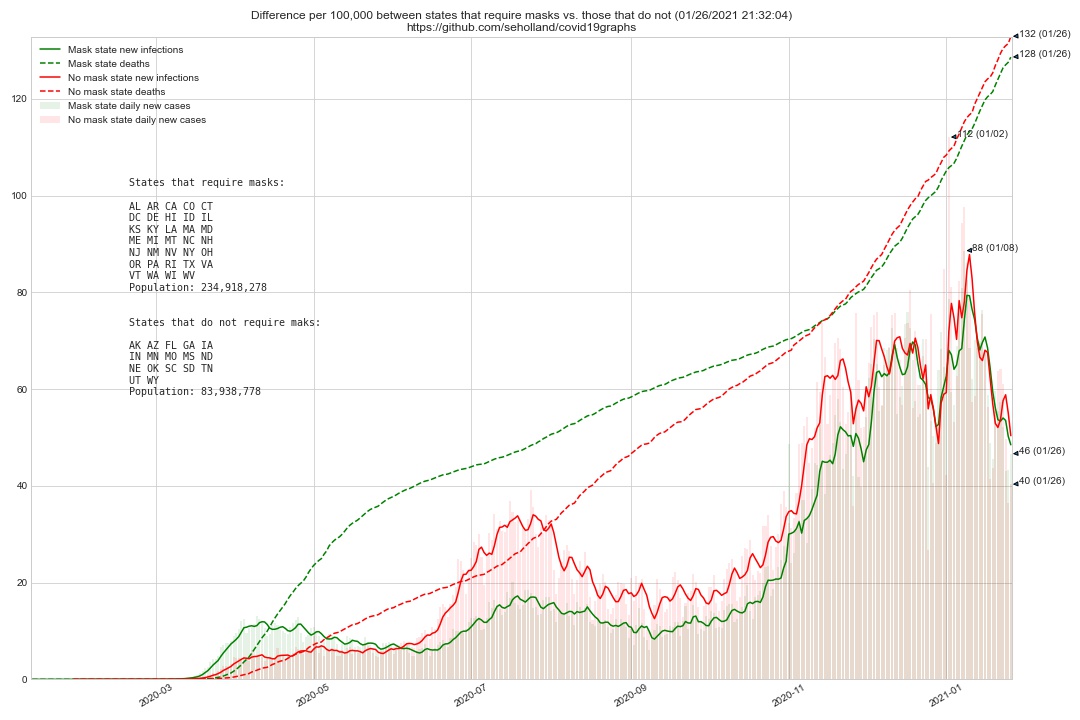 Difference per 100,000 between states that require masks vs. those that do not (01/26/2021 21:32:04)
https://github.com/seholland/covid19graphs
Mask state new infections
Mask state deaths
No mask state new infections
No mask state deaths
Mask state daily new cases
No mask state daily new cases
States that require masks:
AL AR CA CO CT
DC DE HI ID IL
KS KY LA MA MD
ME MI MT NC NH
NJ NM NV NY OH
OR PA RI TX VA
VT WA WI WV
Population: 234,918,278
States that do not require maks:
AK AZ FL GA IA
IN MN MO MS ND
NE OK SC SD TN
UT WY
Population: 83,938,778
132 (01/26)
128 (01/26)
112 (01/02)
88 (01/08)
46 (01/26)
40 (01/26)
120
100
80
60
40
20
0
2020-03
2020-05
2020-07
2020-09
2020-11
2021-01